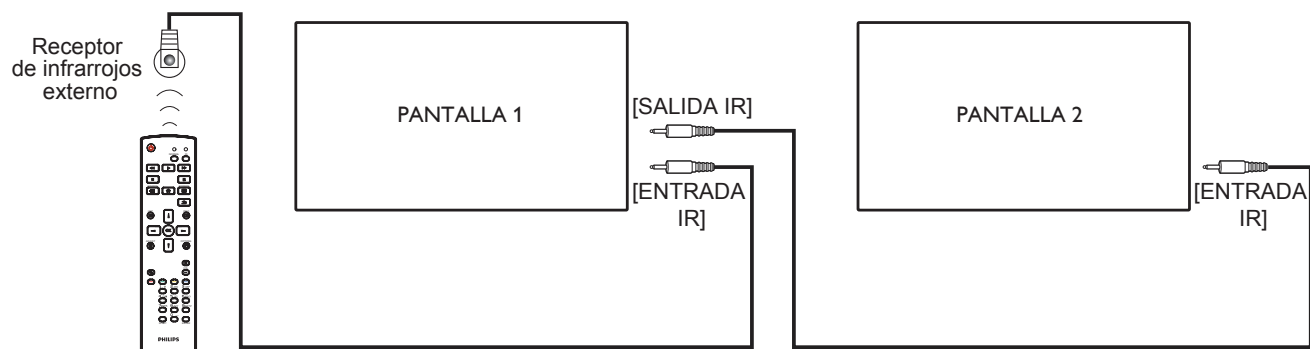 Receptor
de infrarrojos
externo
PANTALLA 1
[SALIDA IR]
[ENTRADA
IR]
PANTALLA 2
[ENTRADA
IR]
PHILIPS